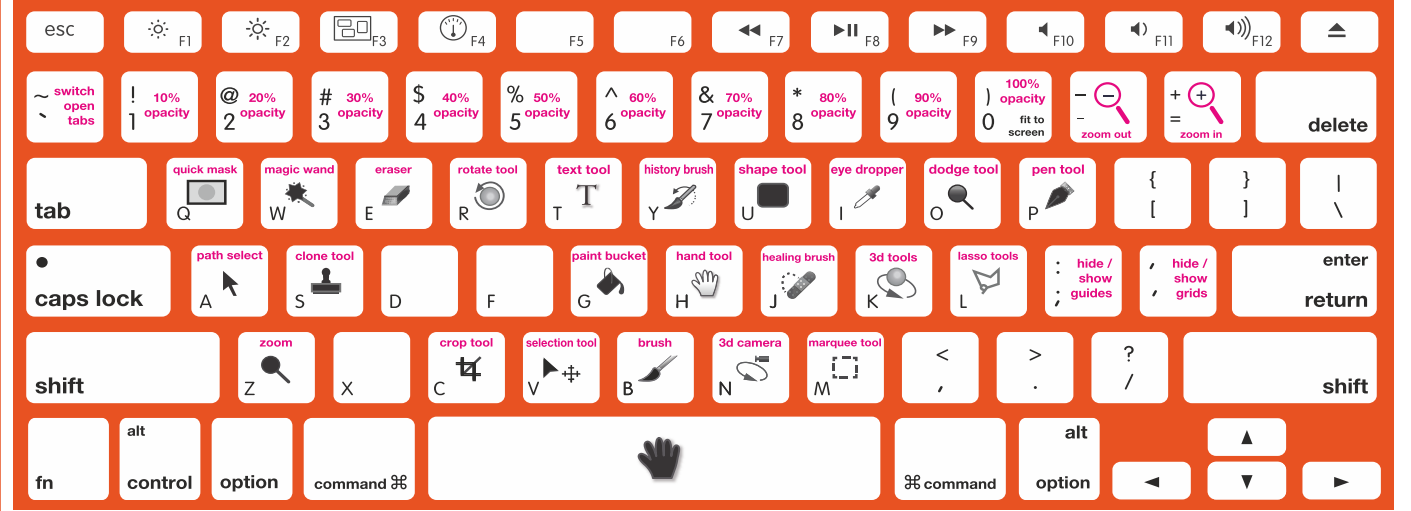 esc
F1
F2
F3
F4
F5
F6
F7
F8
F9
F10
F11
F12
~ switch
open
` tabs
! 10%
opacity
1
@ 20%
opacity
2
# 30%
opacity
3
$ 40%
opacity
4
% 50%
opacity
5
^ 60%
opacity
6
& 70%
opacity
7
* 80%
opacity
8
( 90%
opacity
9
) 100%
opacity
0 fit to
screen
– −
-
zoom out
+ +
=
zoom in
delete
tab
quick mask
Q
magic wand
W
eraser
E
rotate tool
R
text tool
T
T
history brush
Y
shape tool
U
eye dropper
I
dodge tool
O
pen tool
P
{
[
}
]
|
\
caps lock
path select
A
clone tool
S
D
F
paint bucket
G
hand tool
H
healing brush
J
3d tools
K
lasso tools
L
: hide /
show
; guides
' hide /
show
, grids
enter
return
shift
zoom
Z
X
crop tool
C
selection tool
V
brush
B
3d camera
N
marquee tool
M
<
,
>
.
?
/
shift
fn
alt
control
option
command ⌘
⌘ command
alt
option